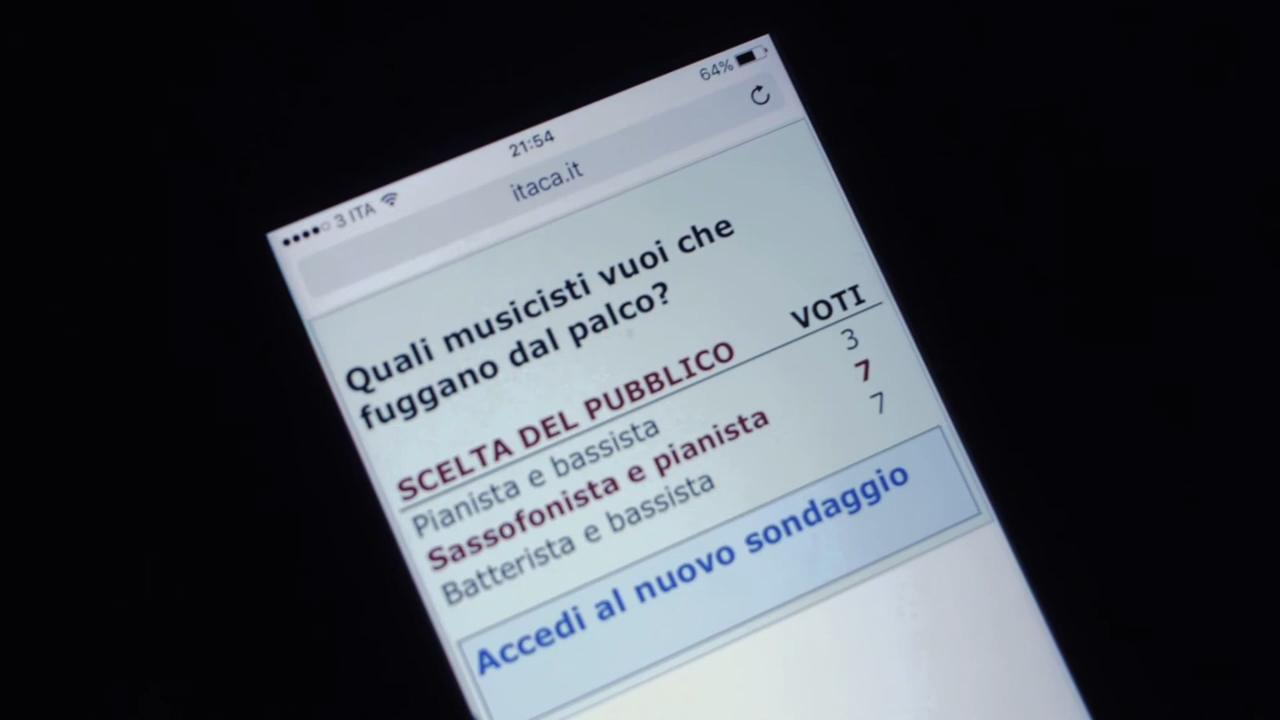 ●●●●○ 3 ITA 21:54 64%
itaca.it
Quali musicisti vuoi che
fuggano dal palco?
SCELTA DEL PUBBLICO VOTI
Pianista e bassista 3
Sassofonista e pianista 7
Batterista e bassista 7
Accedi al nuovo sondaggio